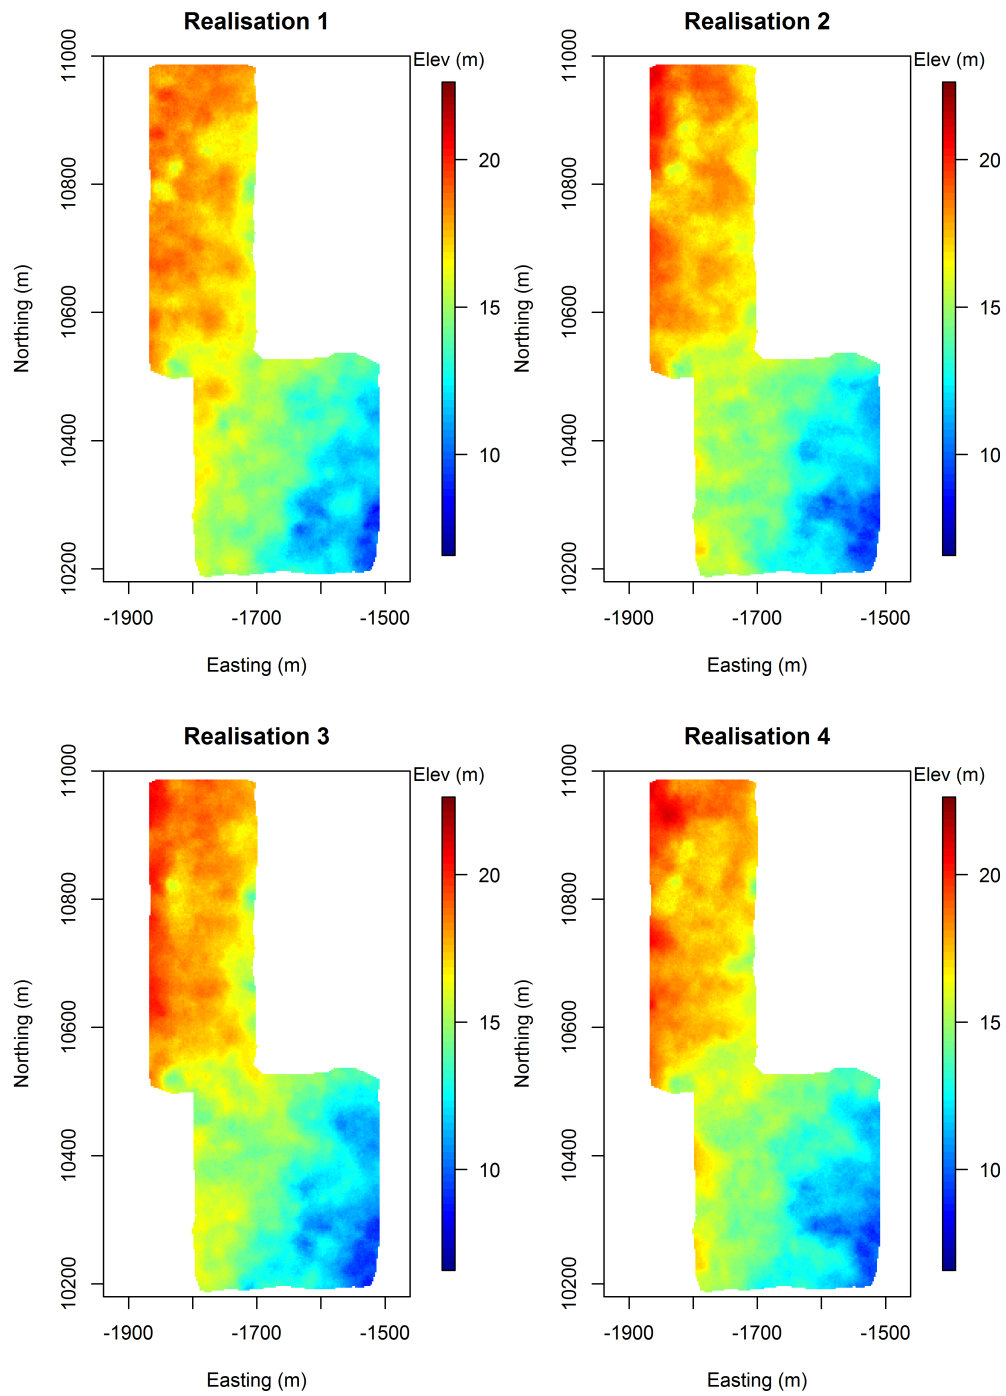 Realisation 1
Elev (m)
Northing (m)
11000
10800
10600
10400
10200
20
15
10
-1900
-1700
-1500
Easting (m)
Realisation 2
Elev (m)
Northing (m)
11000
10800
10600
10400
10200
20
15
10
-1900
-1700
-1500
Easting (m)
Realisation 3
Elev (m)
Northing (m)
11000
10800
10600
10400
10200
20
15
10
-1900
-1700
-1500
Easting (m)
Realisation 4
Elev (m)
Northing (m)
11000
10800
10600
10400
10200
20
15
10
-1900
-1700
-1500
Easting (m)